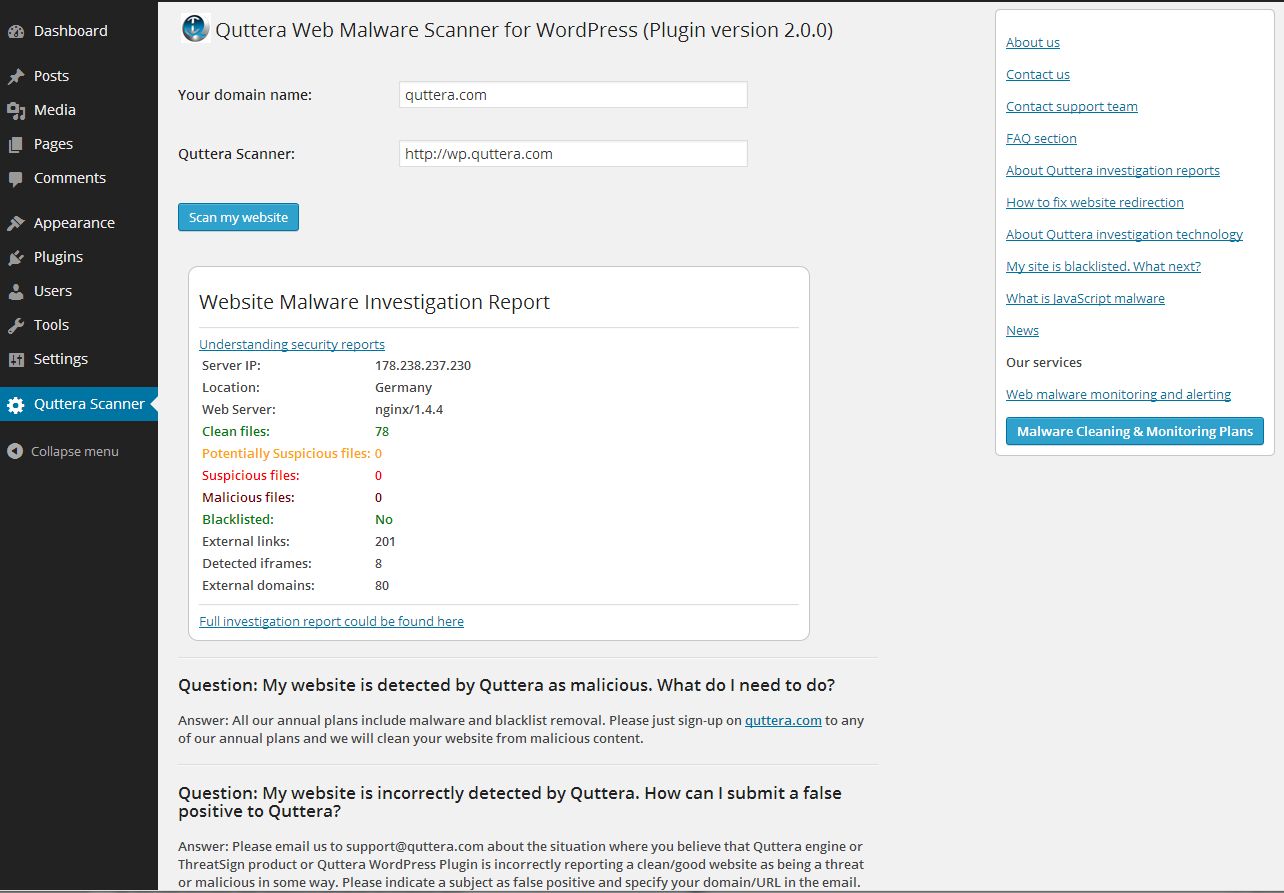 Dashboard
Posts
Media
Pages
Comments
Appearance
Plugins
Users
Tools
Settings
Quttera Scanner
Collapse menu
Quttera Web Malware Scanner for WordPress (Plugin version 2.0.0)
Your domain name: quttera.com
Quttera Scanner: http://wp.quttera.com
Scan my website
Website Malware Investigation Report
Understanding security reports
Server IP: 178.238.237.230
Location: Germany
Web Server: nginx/1.4.4
Clean files: 78
Potentially Suspicious files: 0
Suspicious files: 0
Malicious files: 0
Blacklisted: No
External links: 201
Detected iframes: 8
External domains: 80
Full investigation report could be found here
Question: My website is detected by Quttera as malicious. What do I need to do?
Answer: All our annual plans include malware and blacklist removal. Please just sign-up on quttera.com to any
of our annual plans and we will clean your website from malicious content.
Question: My website is incorrectly detected by Quttera. How can I submit a false
positive to Quttera?
Answer: Please email us to support@quttera.com about the situation where you believe that Quttera engine or
ThreatSign product or Quttera WordPress Plugin is incorrectly reporting a clean/good website as being a threat
or malicious in some way. Please indicate a subject as false positive and specify your domain/URL in the email.
About us
Contact us
Contact support team
FAQ section
About Quttera investigation reports
How to fix website redirection
About Quttera investigation technology
My site is blacklisted. What next?
What is JavaScript malware
News
Our services
Web malware monitoring and alerting
Malware Cleaning & Monitoring Plans